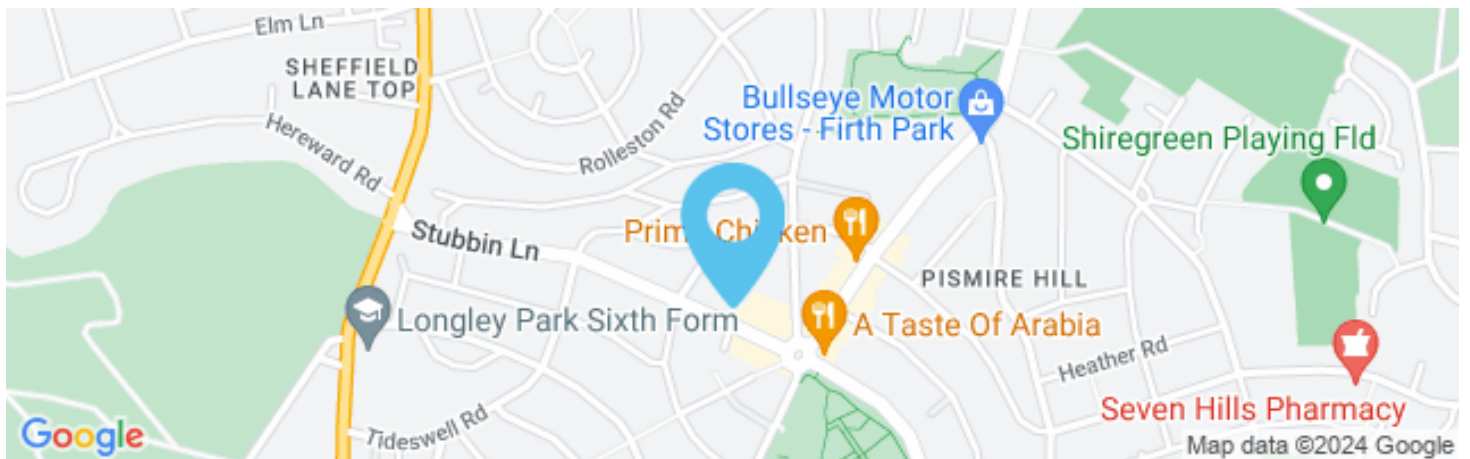 Elm Ln
SHEFFIELD
LANE TOP
Hereward Rd
Rolleston Rd
Bullseye Motor
Stores - Firth Park
Shiregreen Playing Fld
Stubbin Ln
PISMIRE HILL
Longley Park Sixth Form
A Taste Of Arabia
Heather Rd
Seven Hills Pharmacy
Tideswell Rd
Google
Map data ©2024 Google